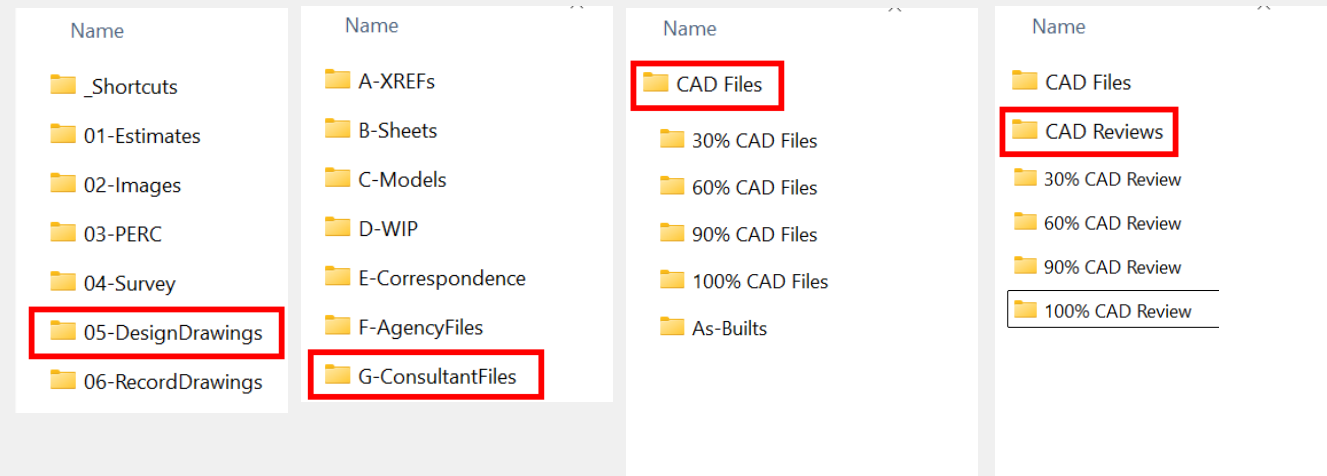 Name
_Shortcuts
01-Estimates
02-Images
03-PERC
04-Survey
05-DesignDrawings
06-RecordDrawings
Name
A-XREFs
B-Sheets
C-Models
D-WIP
E-Correspondence
F-AgencyFiles
G-ConsultantFiles
Name
CAD Files
30% CAD Files
60% CAD Files
90% CAD Files
100% CAD Files
As-Builts
Name
CAD Files
CAD Reviews
30% CAD Review
60% CAD Review
90% CAD Review
100% CAD Review